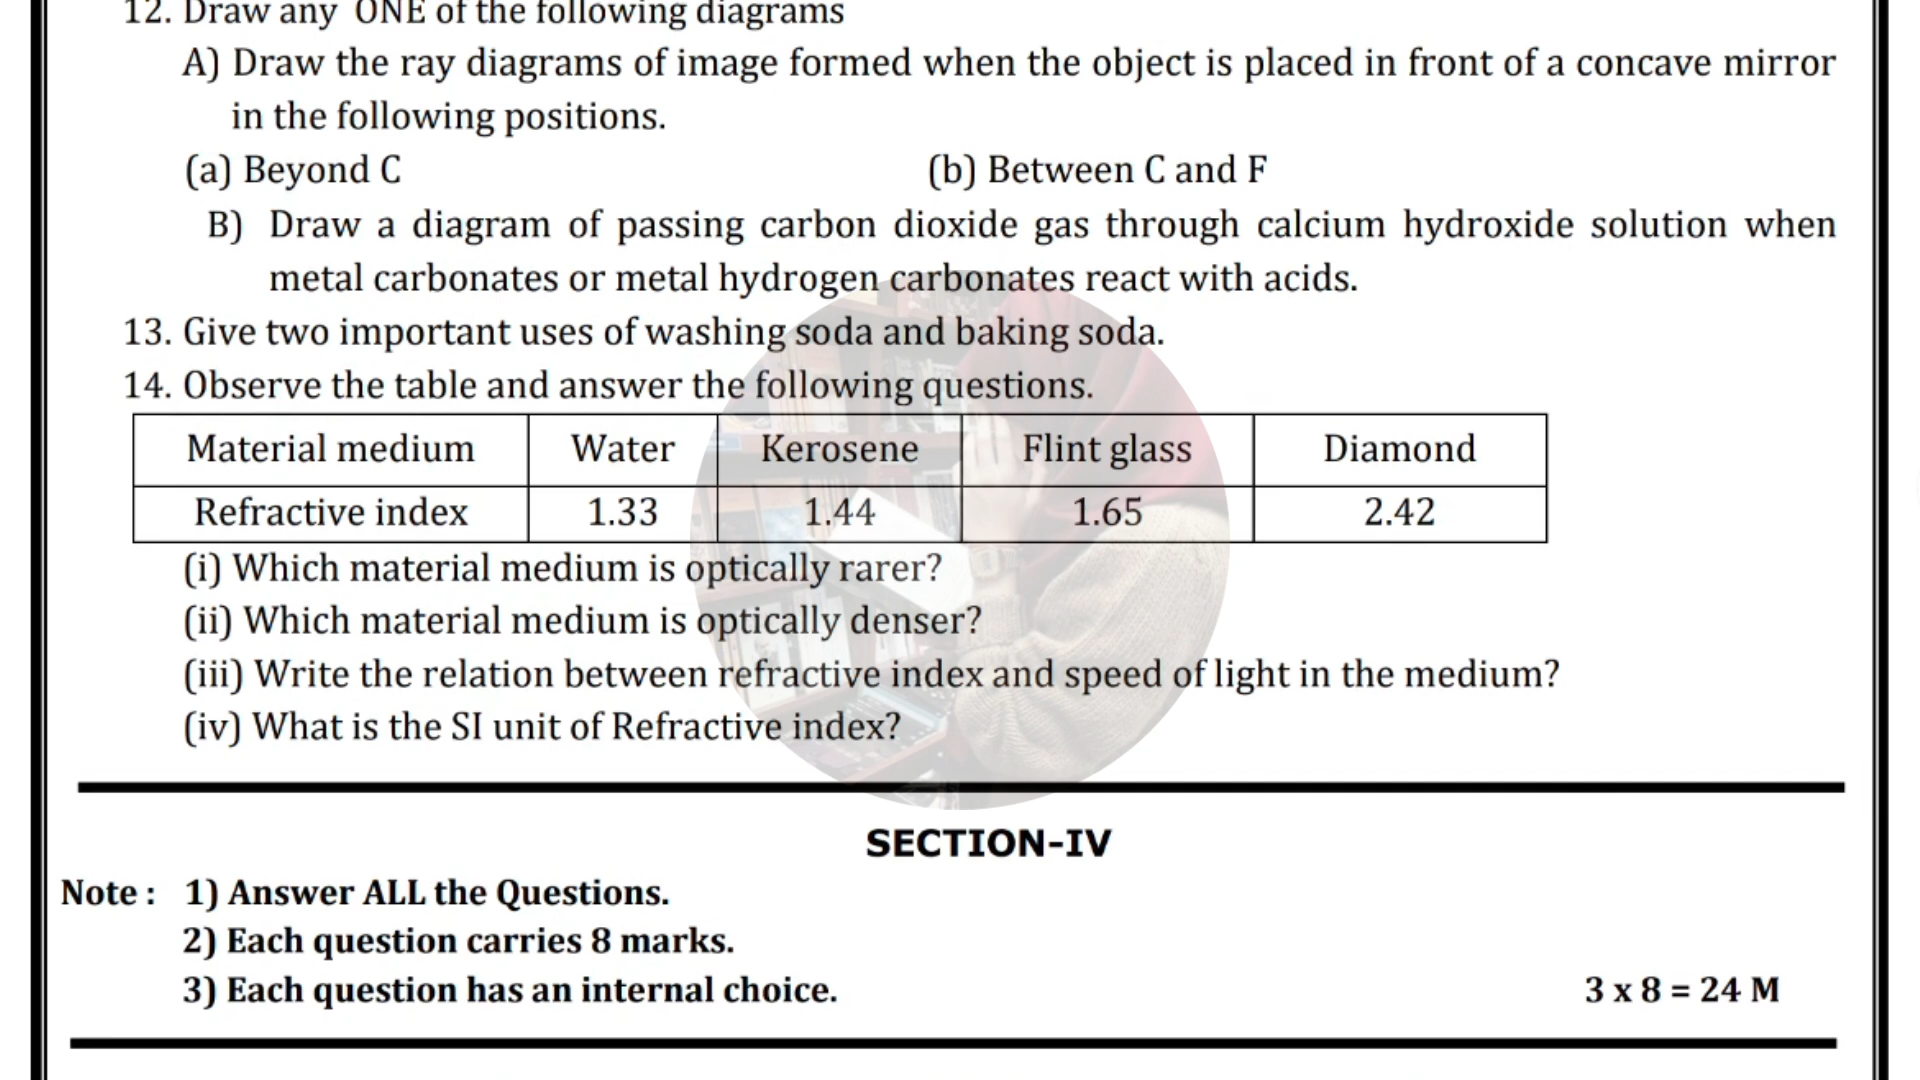 12. Draw any ONE of the following diagrams
A) Draw the ray diagrams of image formed when the object is placed in front of a concave mirror
in the following positions.
(a) Beyond C (b) Between C and F
B) Draw a diagram of passing carbon dioxide gas through calcium hydroxide solution when
metal carbonates or metal hydrogen carbonates react with acids.
13. Give two important uses of washing soda and baking soda.
14. Observe the table and answer the following questions.
Material medium Water Kerosene Flint glass Diamond
Refractive index 1.33 1.44 1.65 2.42
(i) Which material medium is optically rarer?
(ii) Which material medium is optically denser?
(iii) Write the relation between refractive index and speed of light in the medium?
(iv) What is the SI unit of Refractive index?
SECTION-IV
Note : 1) Answer ALL the Questions.
2) Each question carries 8 marks.
3) Each question has an internal choice. 3 x 8 = 24 M